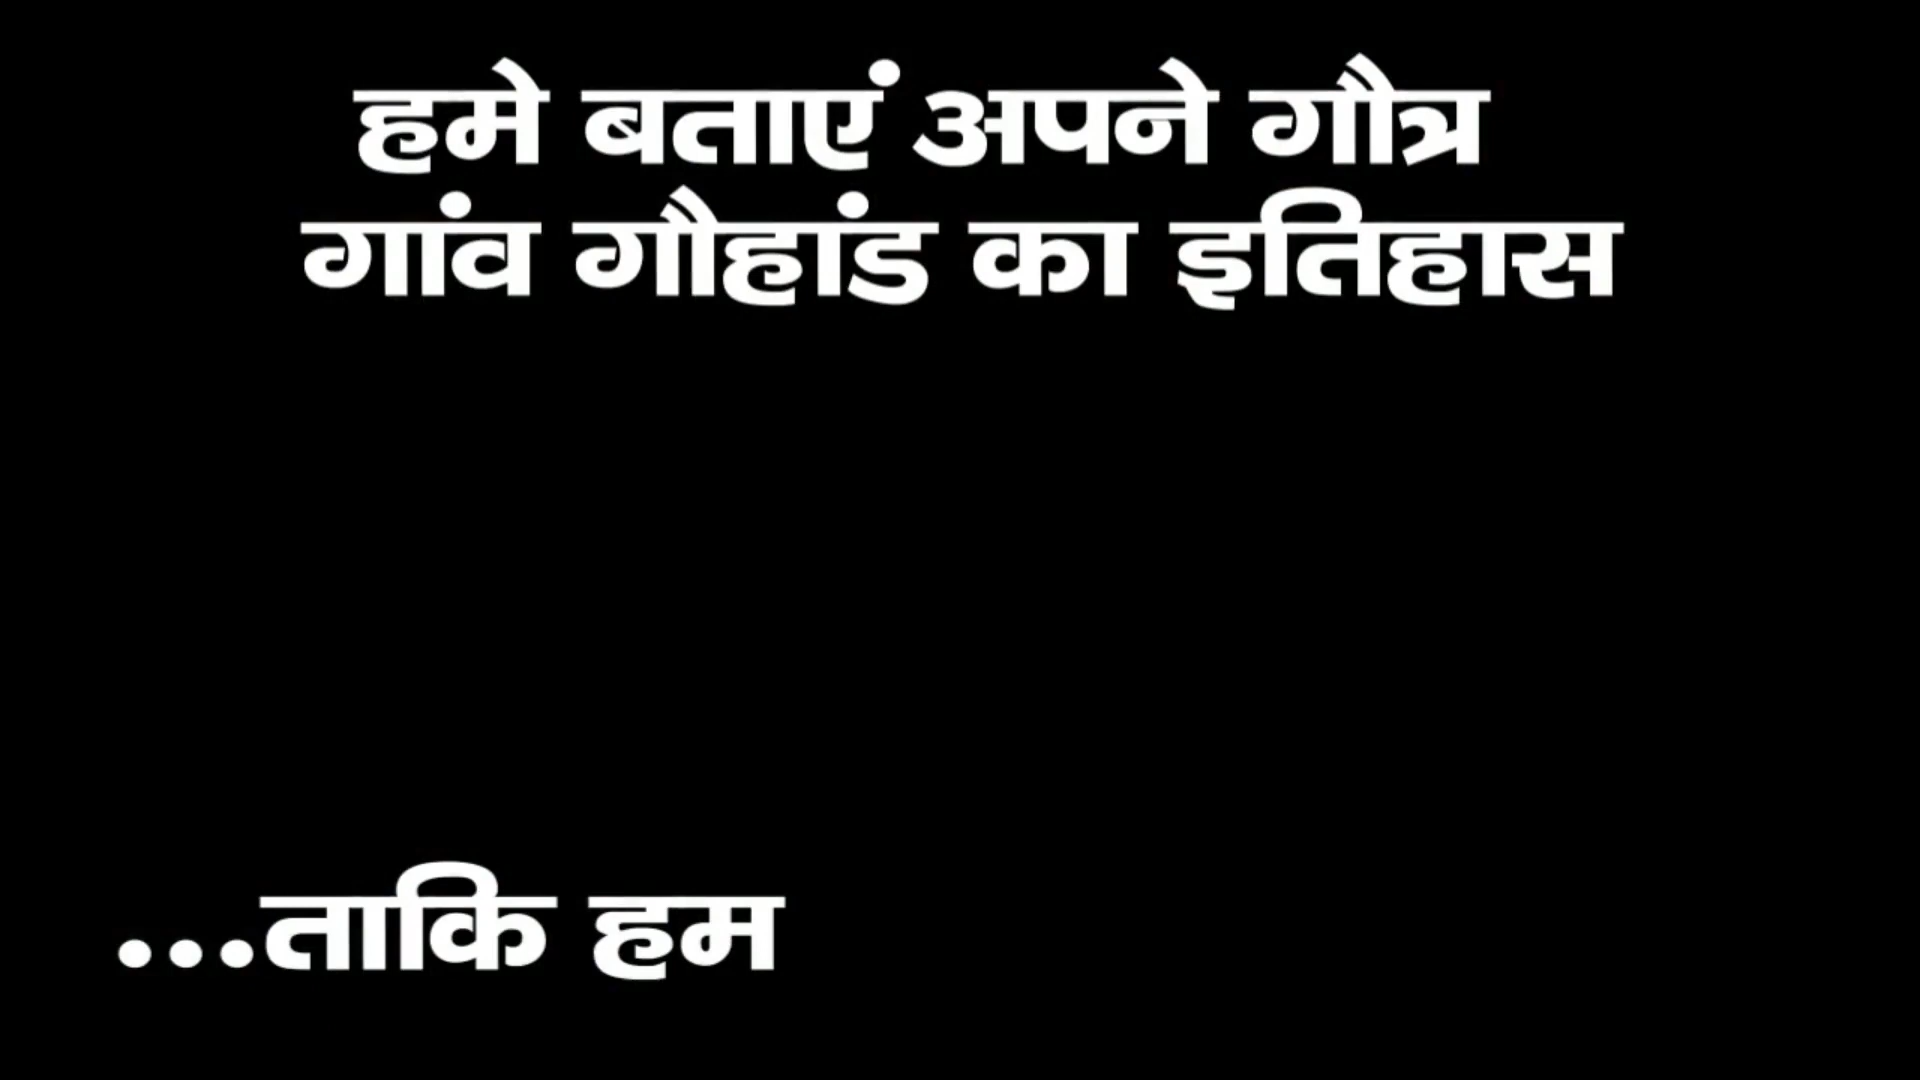 हमे बताएं अपने गौत्र
गांव गौहांड का इतिहास
...ताकि हम